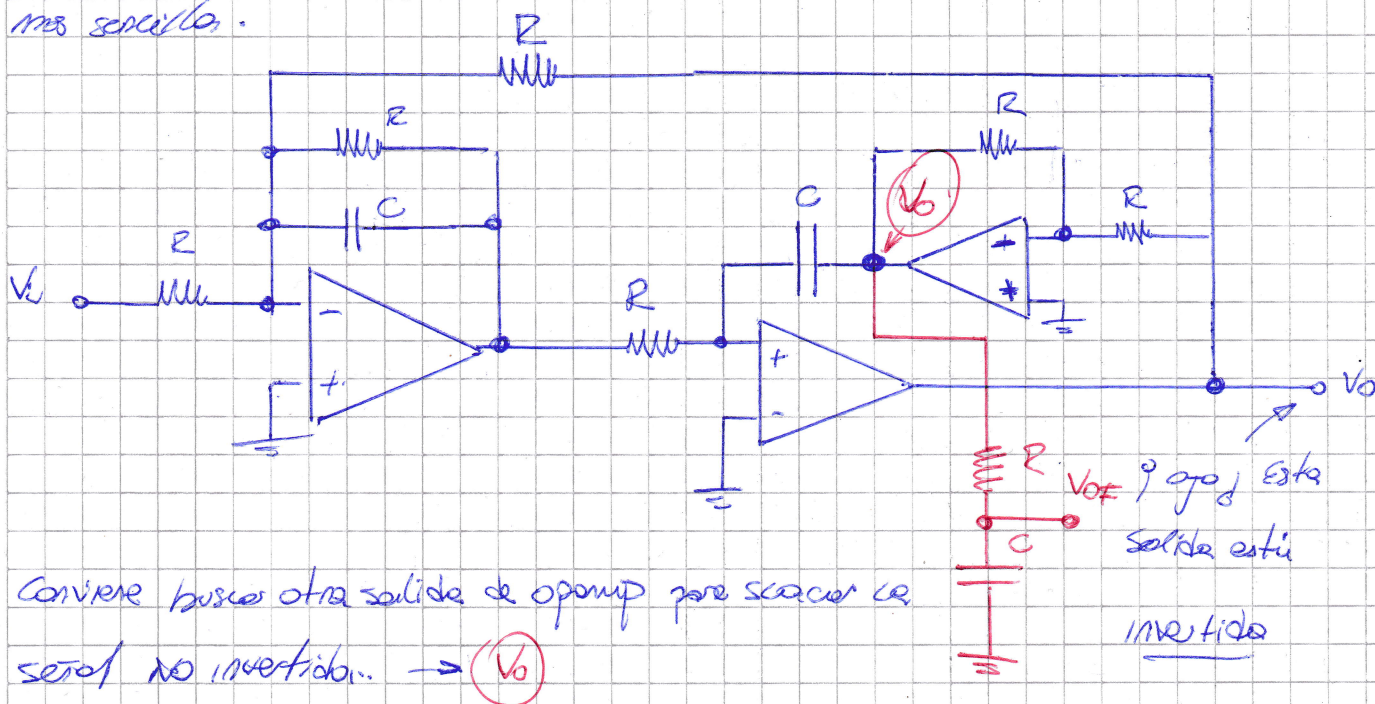 mas sencilla.
R
R
C
R
Vi
-
+
R
C
Vo
R
R
+
+
+
-
Vo
R
VOF
C
¡ojo! Esta
salida está
invertida
Conviene buscar otra salida de opamp para sacar la
señal NO invertida.. → Vo